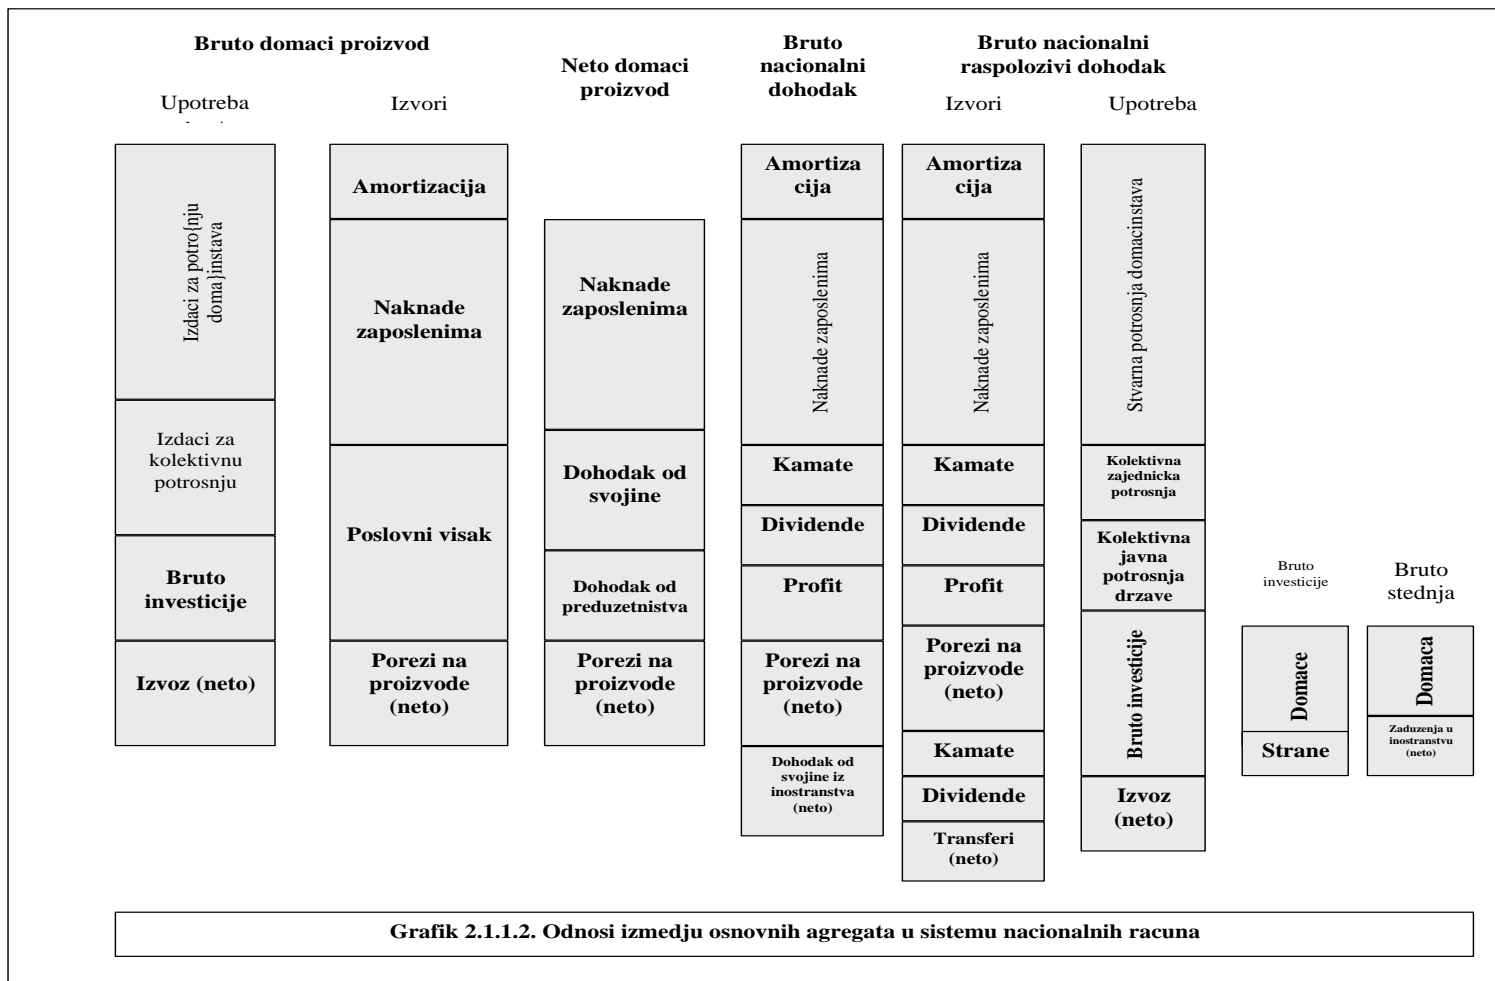 Bruto domaci proizvod
Upotreba
Izvori
Neto domaci
proizvod
Bruto
nacionalni
dohodak
Bruto nacionalni
raspolozivi dohodak
Izvori
Upotreba
Izdaci za potro{nju
doma}instava
Izdaci za
kolektivnu
potrosnju
Bruto
investicije
Izvoz (neto)
Amortizacija
Naknade
zaposlenima
Poslovni visak
Porezi na
proizvode
(neto)
Naknade
zaposlenima
Dohodak od
svojine
Dohodak od
preduzetnistva
Porezi na
proizvode
(neto)
Amortiza
cija
Naknade zaposlenima
Kamate
Dividende
Profit
Porezi na
proizvode
(neto)
Dohodak od
svojine iz
inostranstva
(neto)
Amortiza
cija
Naknade zaposlenima
Kamate
Dividende
Profit
Porezi na
proizvode
(neto)
Kamate
Dividende
Transferi
(neto)
Stvarna potrosnja domacinstava
Kolektivna
zajednicka
potrosnja
Kolektivna
javna
potrosnja
drzave
Bruto investicije
Izvoz
(neto)
Bruto
investicije
Domace
Strane
Bruto
stednja
Domaca
Zaduzenja u
inostranstvu
(neto)
Grafik 2.1.1.2. Odnosi izmedju osnovnih agregata u sistemu nacionalnih racuna